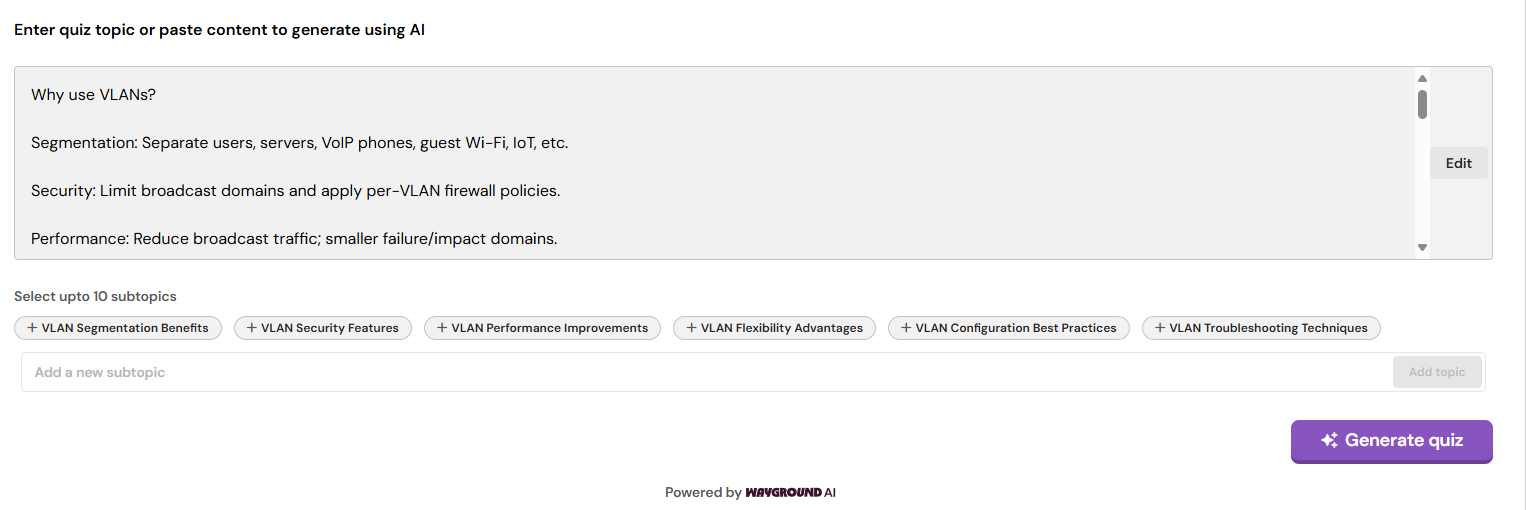 Enter quiz topic or paste content to generate using AI
Why use VLANs?
Segmentation: Separate users, servers, VoIP phones, guest Wi-Fi, IoT, etc.
Security: Limit broadcast domains and apply per-VLAN firewall policies.
Performance: Reduce broadcast traffic; smaller failure/impact domains.
Edit
Select upto 10 subtopics
+ VLAN Segmentation Benefits + VLAN Security Features + VLAN Performance Improvements + VLAN Flexibility Advantages + VLAN Configuration Best Practices + VLAN Troubleshooting Techniques
Add a new subtopic Add topic
Generate quiz
Powered by WAYGROUND AI